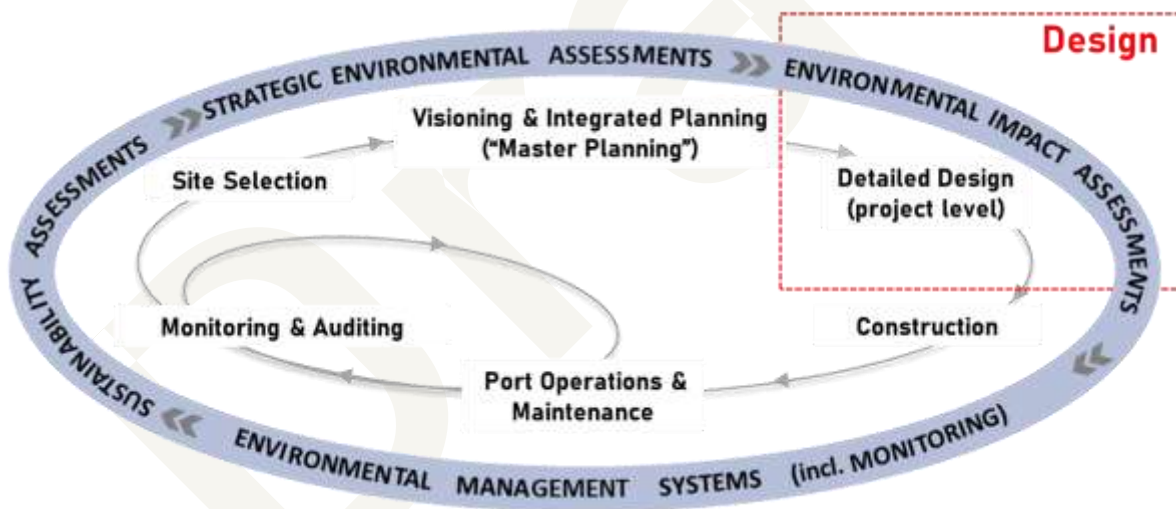 Design
STRATEGIC ENVIRONMENTAL ASSESSMENTS
ENVIRONMENTAL IMPACT ASSESSMENTS
Visioning & Integrated Planning
("Master Planning")
Site Selection
Detailed Design
(project level)
Monitoring & Auditing
Construction
Port Operations &
Maintenance
SUSTAINABILITY ASSESSMENTS
ENVIRONMENTAL MANAGEMENT SYSTEMS (incl. MONITORING)